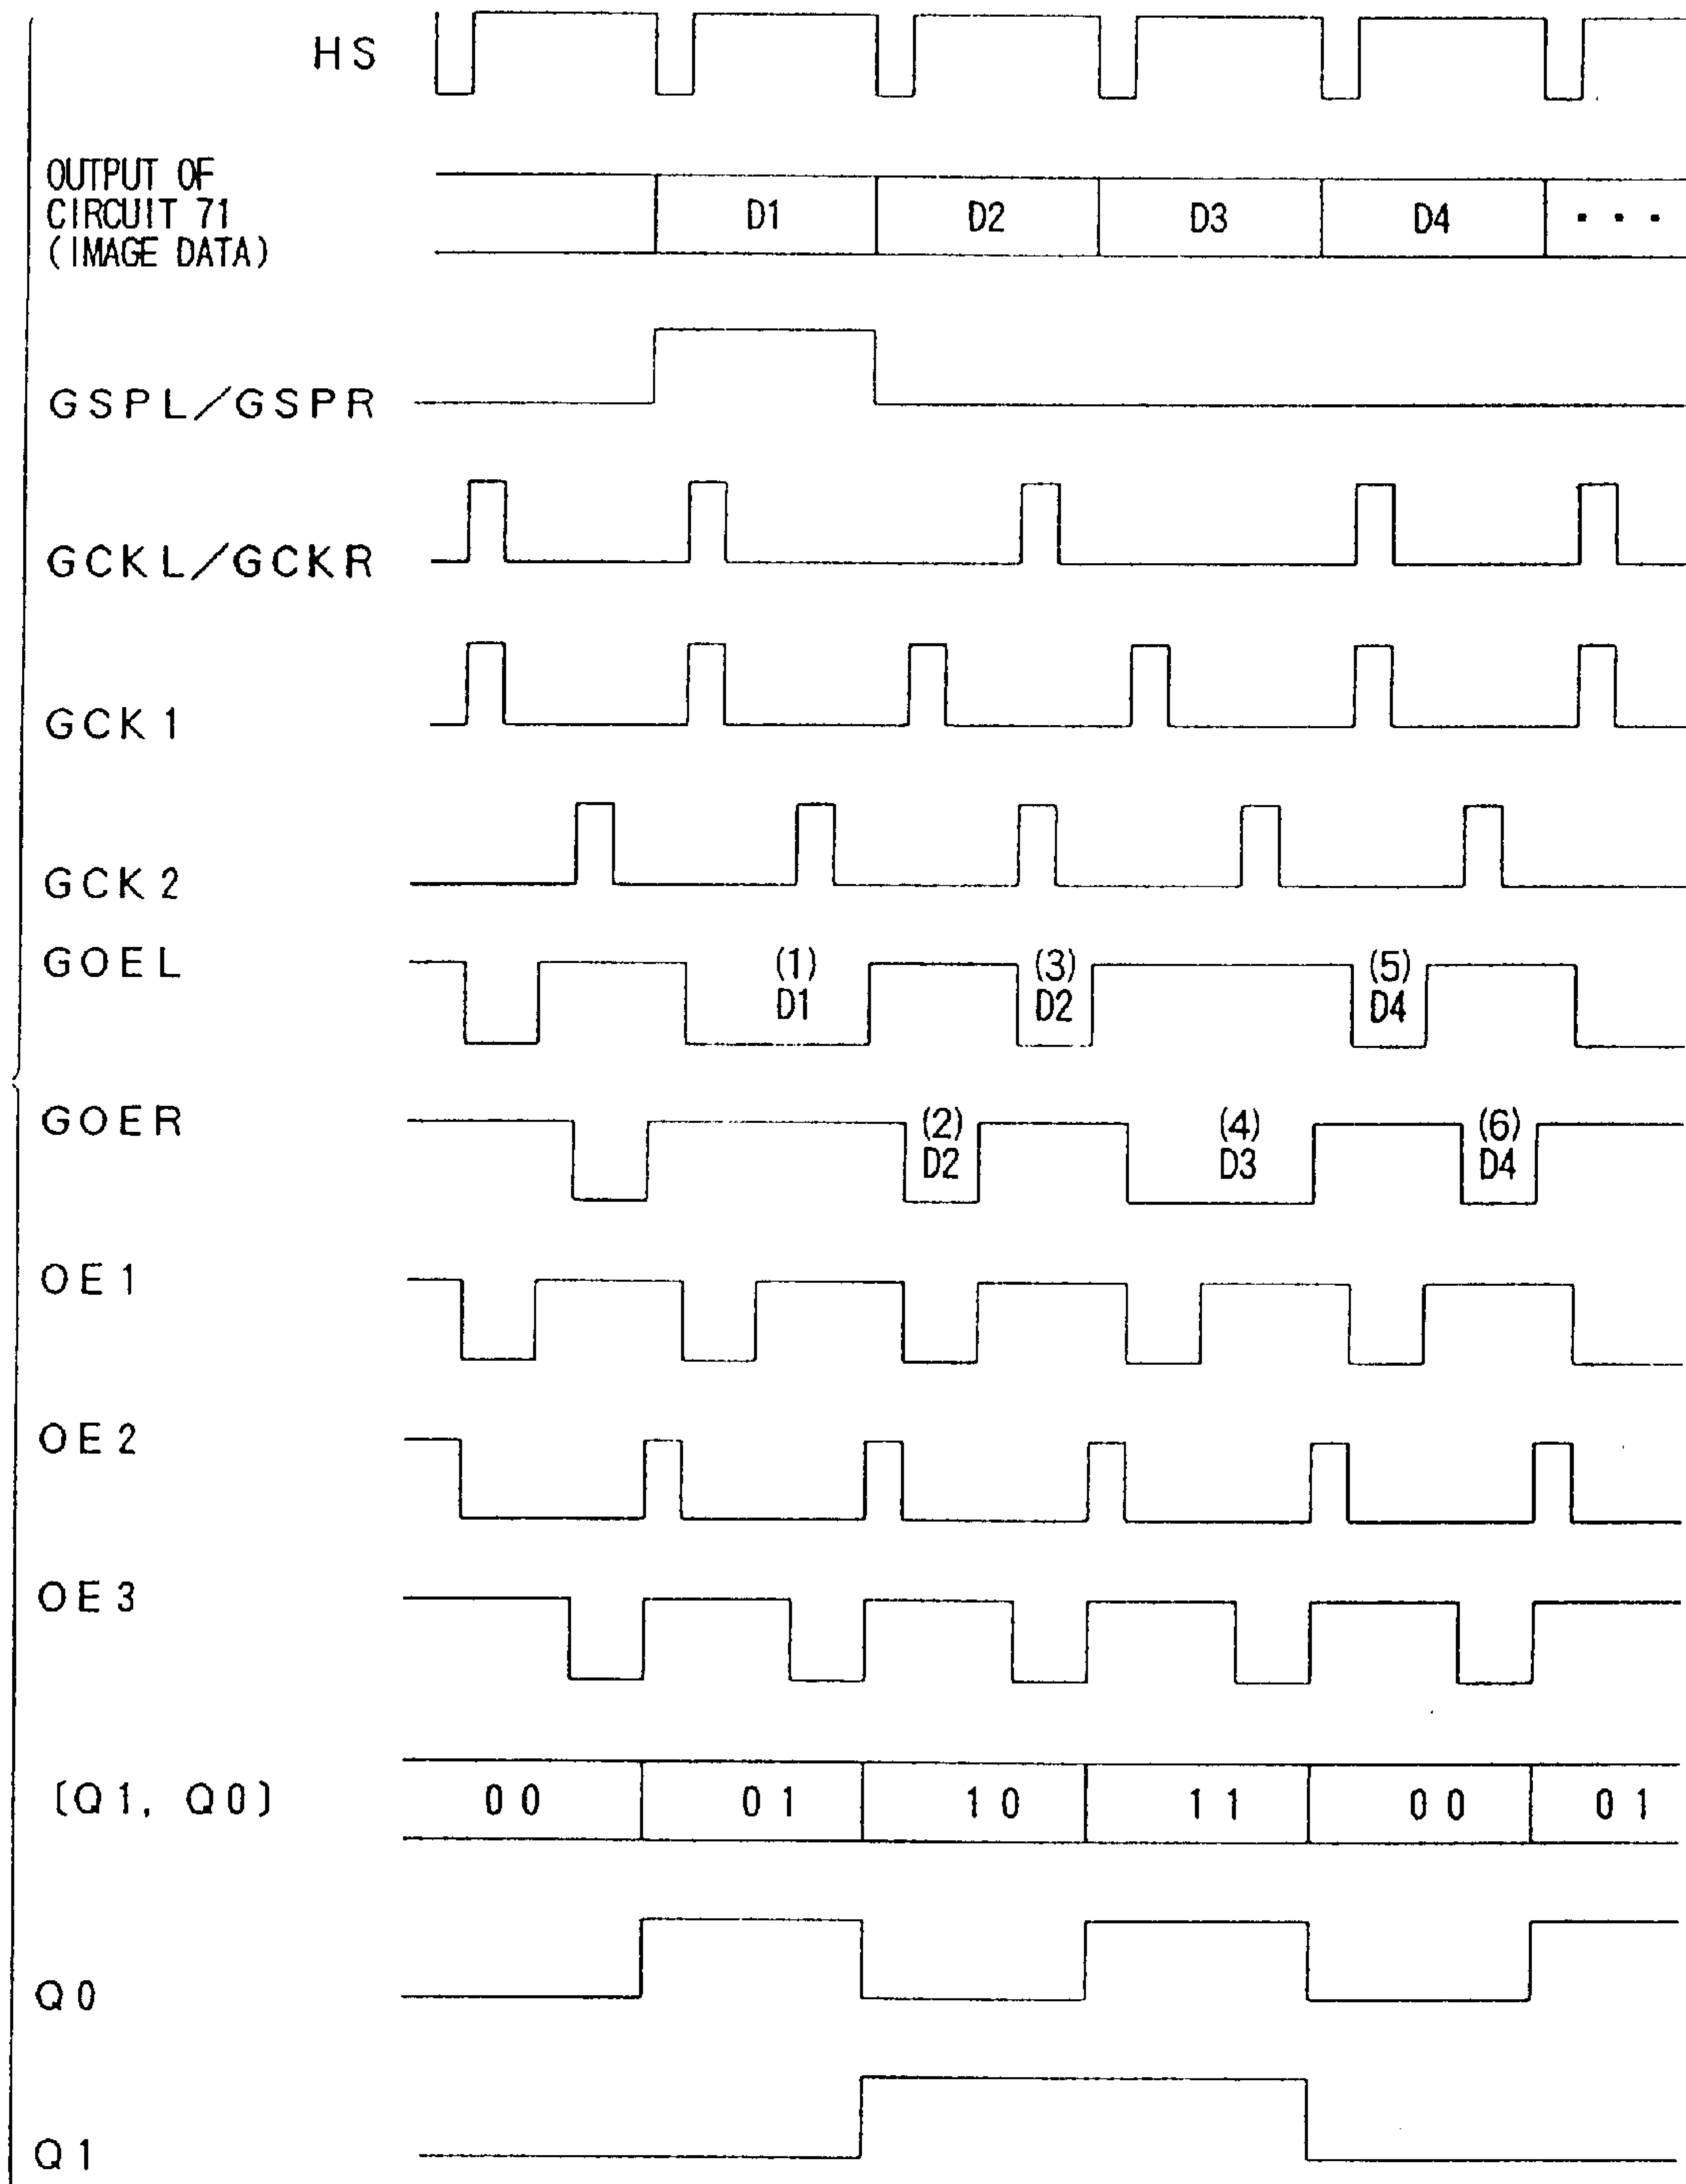 HS
OUTPUT OF
CIRCUIT 71
(IMAGE DATA)
D1 D2 D3 D4 ...
GSPL/GSPR
GCKL/GCKR
GCK1
GCK2
GOEL
(1) (3) (5)
D1 D2 D4
GOER
(2) (4) (6)
D2 D3 D4
OE1
OE2
OE3
[Q1, Q0] 00 01 10 11 00 01
Q0
Q1